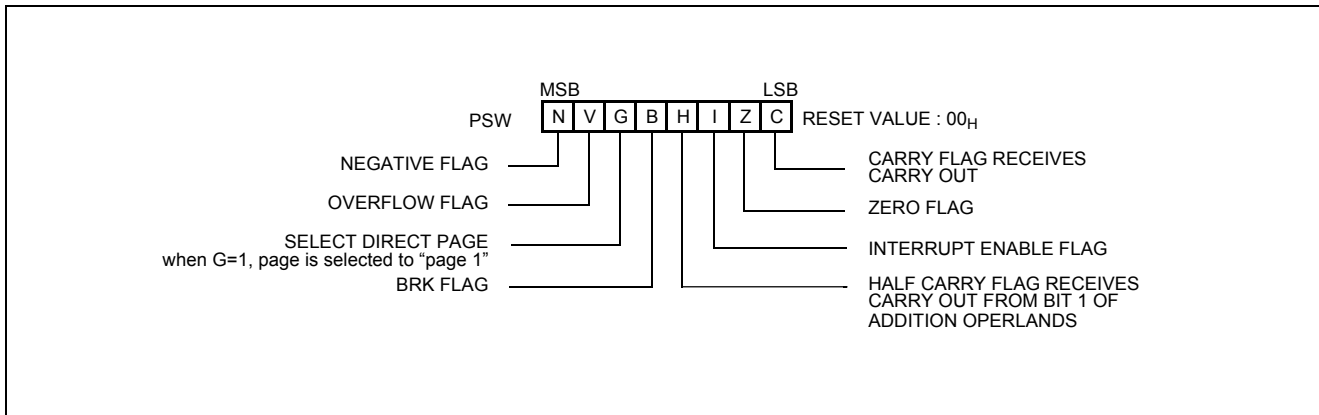 MSB LSB
PSW N V G B H I Z C RESET VALUE : 00H
NEGATIVE FLAG
OVERFLOW FLAG
SELECT DIRECT PAGE
when G=1, page is selected to “page 1”
BRK FLAG
CARRY FLAG RECEIVES
CARRY OUT
ZERO FLAG
INTERRUPT ENABLE FLAG
HALF CARRY FLAG RECEIVES
CARRY OUT FROM BIT 1 OF
ADDITION OPERLANDS